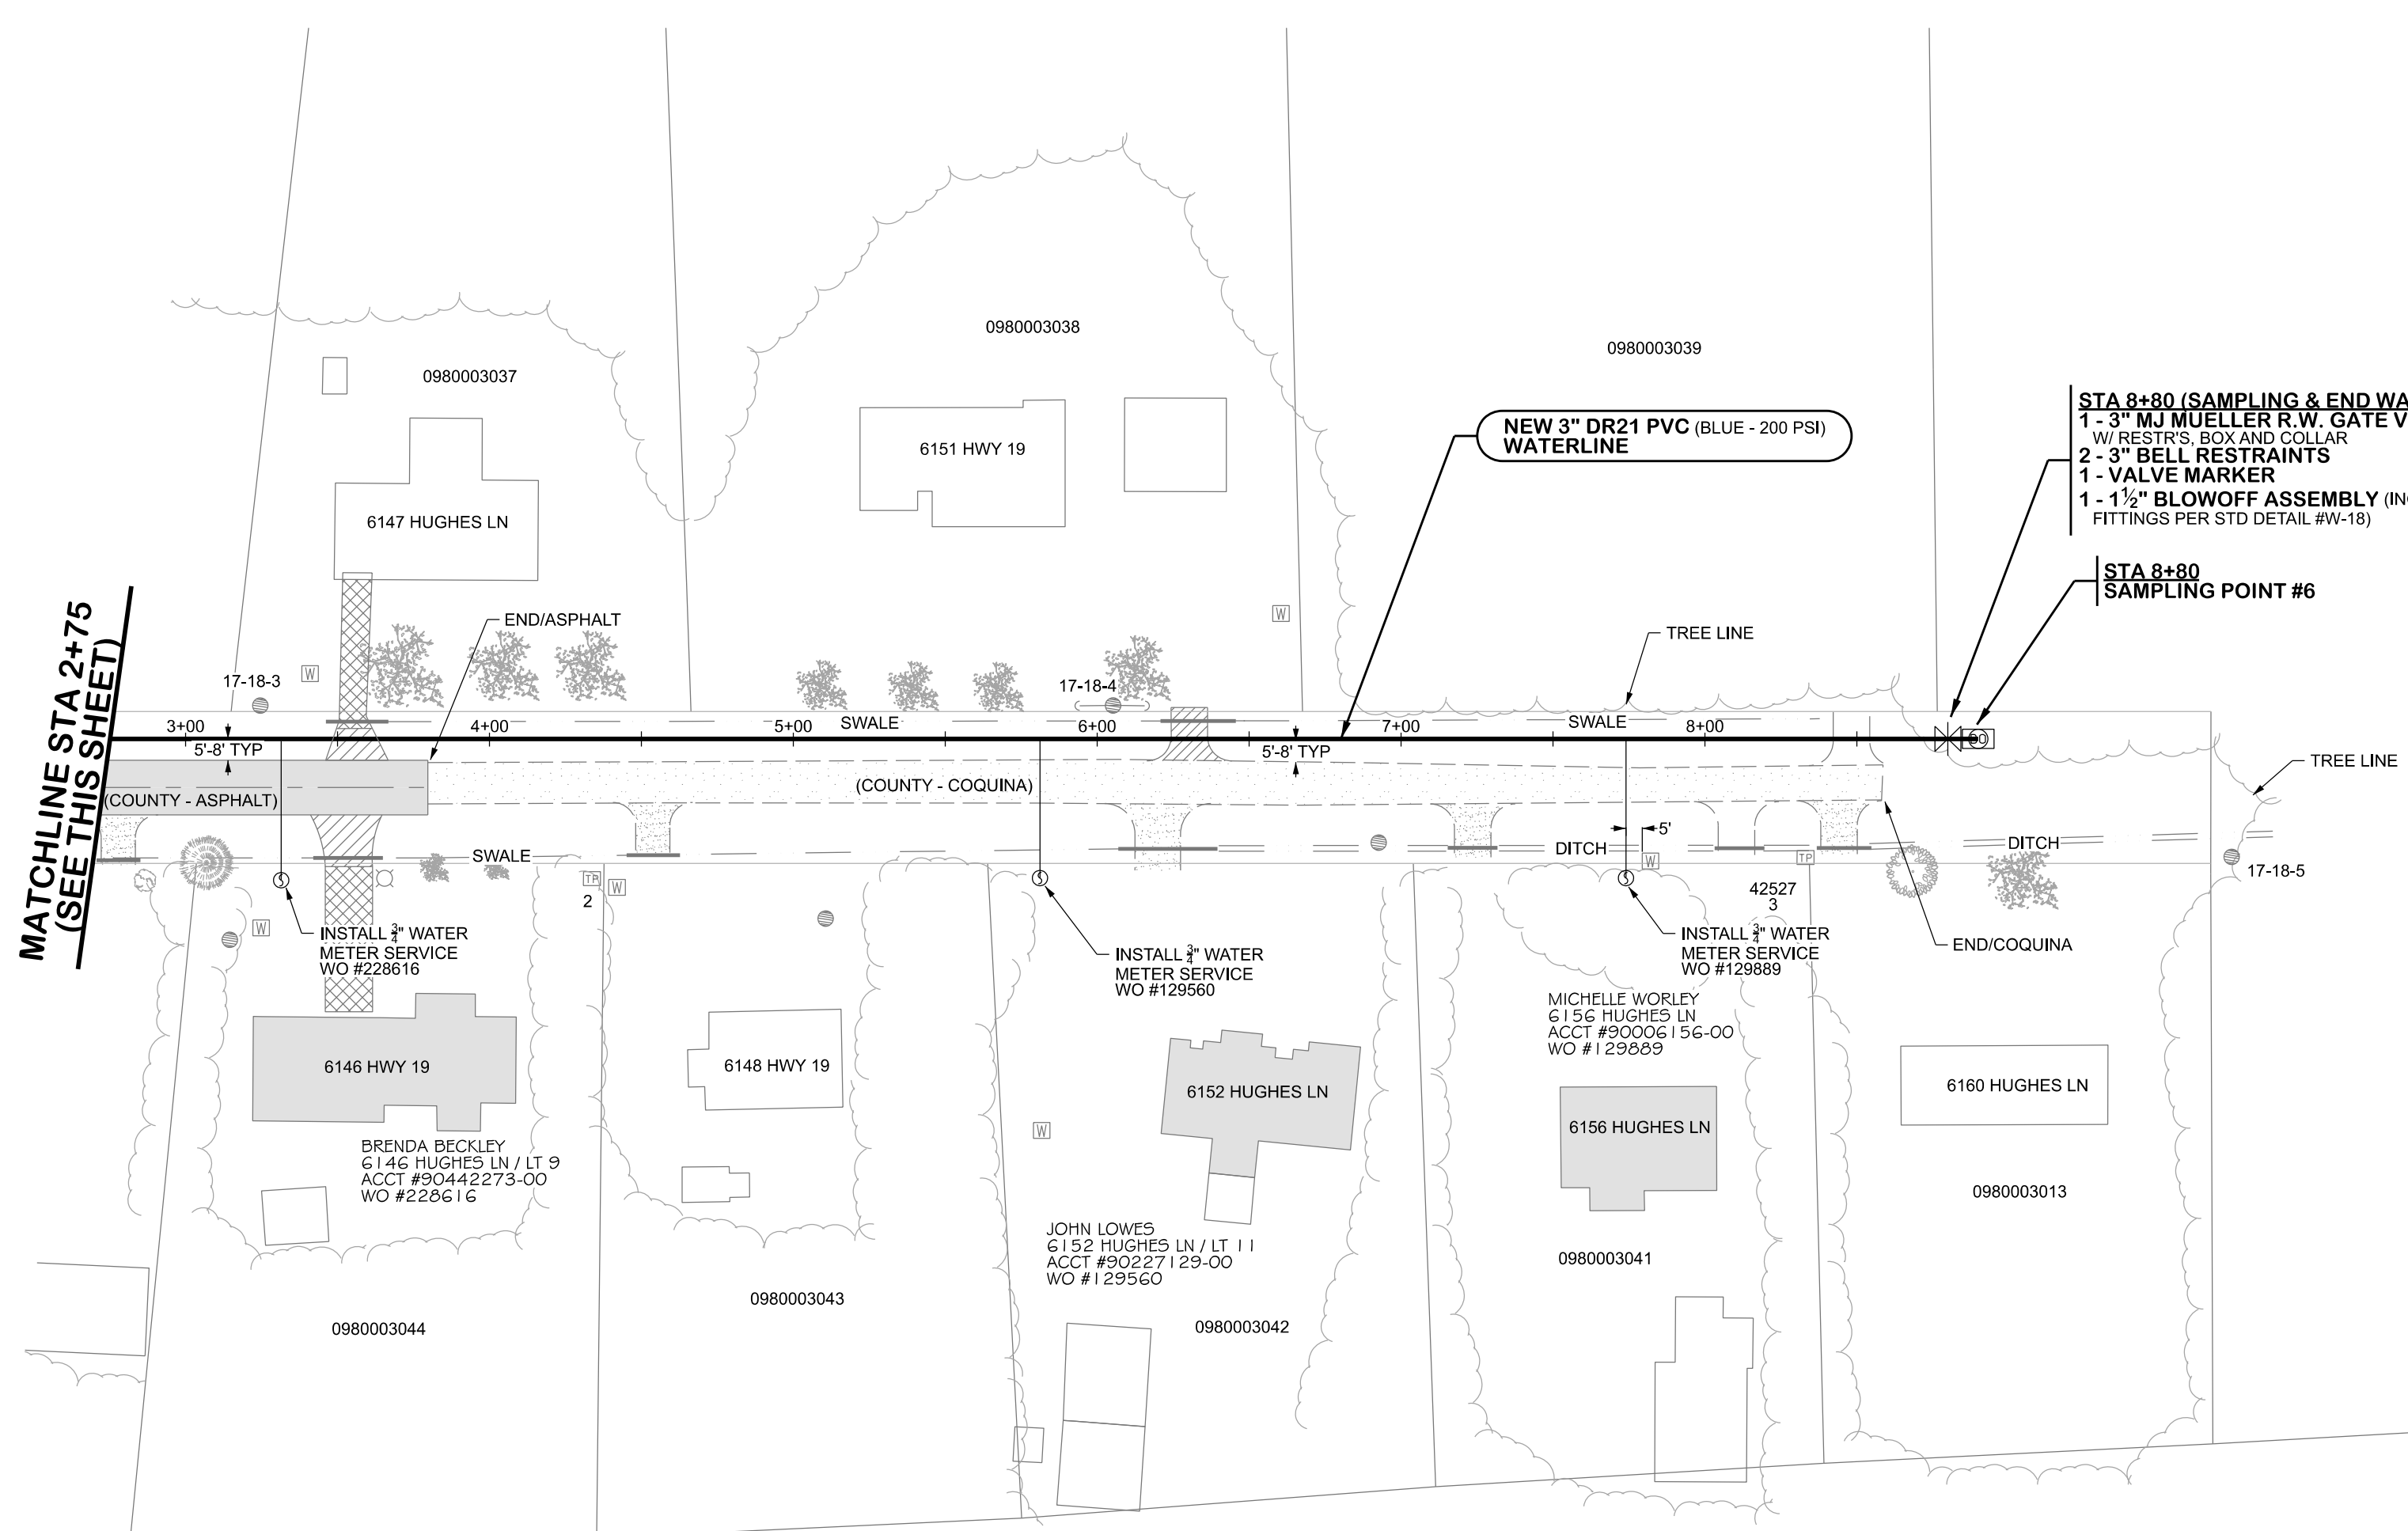 0980003038
0980003039
0980003037
STA 8+80 (SAMPLING & END WA
1 - 3" MJ MUELLER R.W. GATE V
W/ RESTR'S, BOX AND COLLAR
2 - 3" BELL RESTRAINTS
1 - VALVE MARKER
1 - 1½" BLOWOFF ASSEMBLY (IN
FITTINGS PER STD DETAIL #W-18)
NEW 3" DR21 PVC (BLUE - 200 PSI)
WATERLINE
6151 HWY 19
6147 HUGHES LN
STA 8+80
SAMPLING POINT #6
MATCHLINE STA 2+75
(SEE THIS SHEET)
END/ASPHALT
W
TREE LINE
W
17-18-3
17-18-4
3+00
4+00
5+00
SWALE
6+00
7+00
SWALE
8+00
5'-8' TYP
5'-8' TYP
TREE LINE
(COUNTY - ASPHALT)
(COUNTY - COQUINA)
5'
SWALE
DITCH
W
TP
DITCH
17-18-5
TP
W
2
42527
3
W
INSTALL ¾" WATER
METER SERVICE
WO #228616
INSTALL ¾" WATER
METER SERVICE
WO #129560
INSTALL ¾" WATER
METER SERVICE
WO #129889
END/COQUINA
MICHELLE WORLEY
6156 HUGHES LN
ACCT #90006156-00
WO #129889
6146 HWY 19
6148 HWY 19
6152 HUGHES LN
6156 HUGHES LN
6160 HUGHES LN
W
BRENDA BECKLEY
6146 HUGHES LN / LT 9
ACCT #90442273-00
WO #228616
0980003013
JOHN LOWES
6152 HUGHES LN / LT 11
ACCT #90227129-00
WO #129560
0980003041
0980003043
0980003044
0980003042